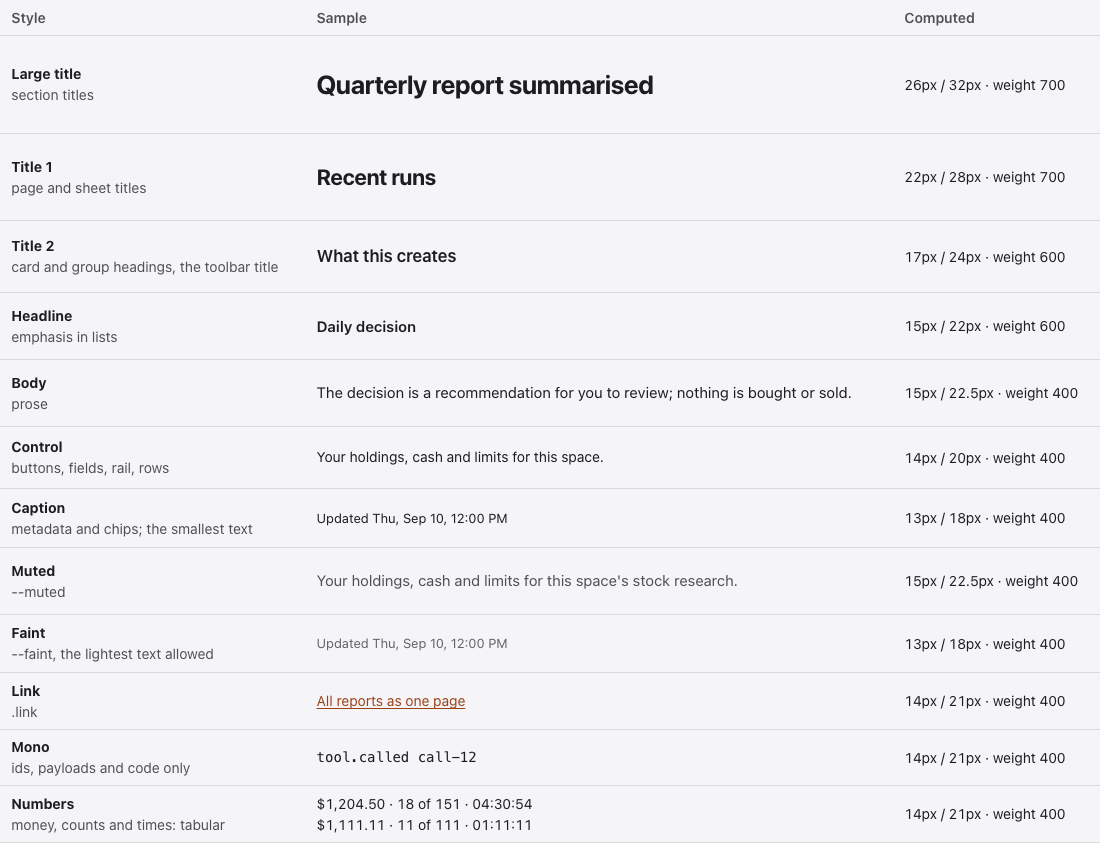 Style Sample Computed
Large title
section titles
Quarterly report summarised
26px / 32px · weight 700
Title 1
page and sheet titles
Recent runs
22px / 28px · weight 700
Title 2
card and group headings, the toolbar title
What this creates
17px / 24px · weight 600
Headline
emphasis in lists
Daily decision
15px / 22px · weight 600
Body
prose
The decision is a recommendation for you to review; nothing is bought or sold.
15px / 22.5px · weight 400
Control
buttons, fields, rail, rows
Your holdings, cash and limits for this space.
14px / 20px · weight 400
Caption
metadata and chips; the smallest text
Updated Thu, Sep 10, 12:00 PM
13px / 18px · weight 400
Muted
--muted
Your holdings, cash and limits for this space's stock research.
15px / 22.5px · weight 400
Faint
--faint, the lightest text allowed
Updated Thu, Sep 10, 12:00 PM
13px / 18px · weight 400
Link
.link
All reports as one page
14px / 21px · weight 400
Mono
ids, payloads and code only
tool.called call-12
14px / 21px · weight 400
Numbers
money, counts and times: tabular
$1,204.50 · 18 of 151 · 04:30:54
$1,111.11 · 11 of 111 · 01:11:11
14px / 21px · weight 400